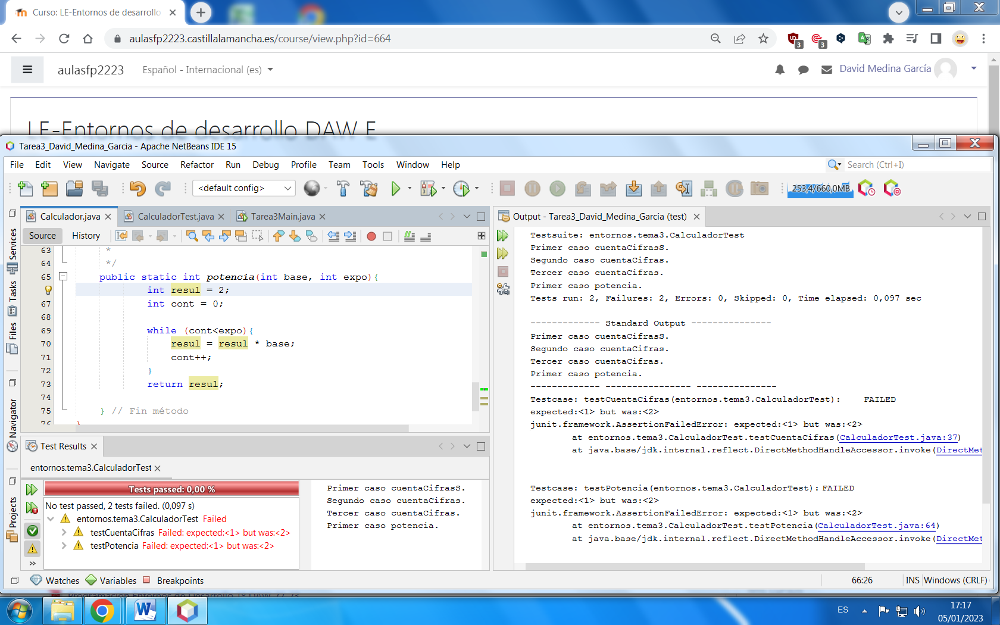 Curso: LE-Entornos de desarrollo
aulasfp2223.castillalamancha.es/course/view.php?id=664
3
3
aulasfp2223 Español - Internacional (es)
David Medina García
LE-Entornos de desarrollo DAW E
Tarea3_David_Medina_Garcia - Apache NetBeans IDE 15
File Edit View Navigate Source Refactor Run Debug Profile Team Tools Window Help
Search (Ctrl+I)
<default config>
253,4/660,0MB
Calculador.java CalculadorTest.java Tarea3Main.java
Source History
63 *
64 */
65 public static int potencia(int base, int expo){
int resul = 2;
67 int cont = 0;
68
69 while (cont<expo){
70 resul = resul * base;
71 cont++;
72 }
73 return resul;
74
75 } // Fin método
76 }
Services
Tasks
Files
Navigator
Projects
Test Results
entornos.tema3.CalculadorTest
Tests passed: 0,00 %
No test passed, 2 tests failed. (0,097 s)
entornos.tema3.CalculadorTest Failed
testCuentaCifras Failed: expected:<1> but was:<2>
testPotencia Failed: expected:<1> but was:<2>
»
Primer caso cuentaCifrasS.
Segundo caso cuentaCifras.
Tercer caso cuentaCifras.
Primer caso potencia.
Output - Tarea3_David_Medina_Garcia (test)
Testsuite: entornos.tema3.CalculadorTest
Primer caso cuentaCifrasS.
Segundo caso cuentaCifras.
Tercer caso cuentaCifras.
Primer caso potencia.
Tests run: 2, Failures: 2, Errors: 0, Skipped: 0, Time elapsed: 0,097 sec
------------- Standard Output ---------------
Primer caso cuentaCifrasS.
Segundo caso cuentaCifras.
Tercer caso cuentaCifras.
Primer caso potencia.
------------- ---------------- ---------------
Testcase: testCuentaCifras(entornos.tema3.CalculadorTest): FAILED
expected:<1> but was:<2>
junit.framework.AssertionFailedError: expected:<1> but was:<2>
at entornos.tema3.CalculadorTest.testCuentaCifras(CalculadorTest.java:37)
at java.base/jdk.internal.reflect.DirectMethodHandleAccessor.invoke(DirectMet
Testcase: testPotencia(entornos.tema3.CalculadorTest): FAILED
expected:<1> but was:<2>
junit.framework.AssertionFailedError: expected:<1> but was:<2>
at entornos.tema3.CalculadorTest.testPotencia(CalculadorTest.java:64)
at java.base/jdk.internal.reflect.DirectMethodHandleAccessor.invoke(DirectMet
Watches Variables Breakpoints
66:26 INS Windows (CRLF)
Programación Entornos de Desarrollo 1º DAW 22-23
ES
17:17
05/01/2023